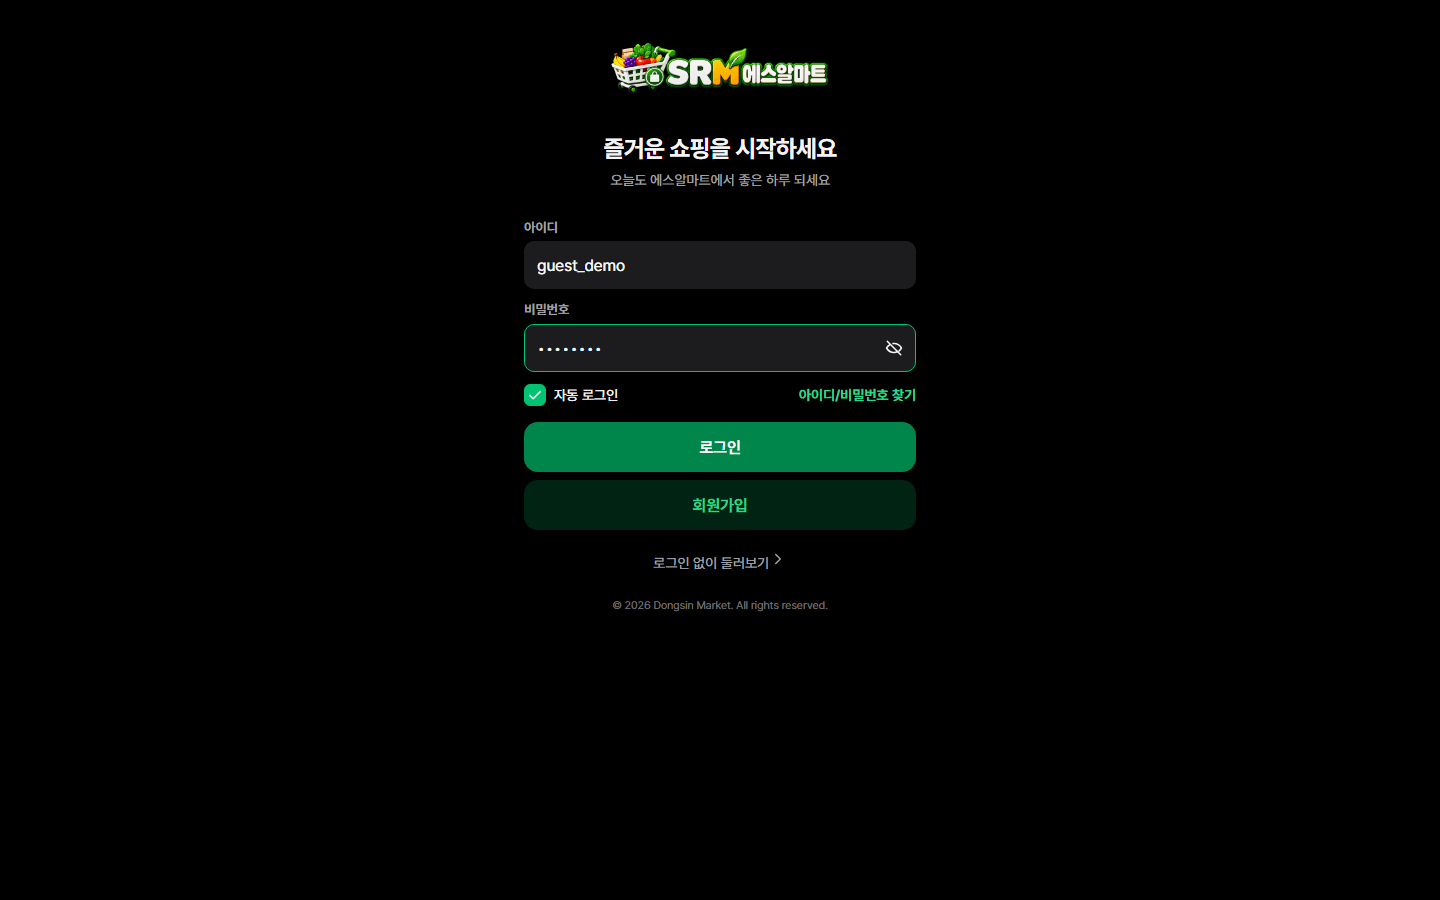 SRM 에스알마트
즐거운 쇼핑을 시작하세요
오늘도 에스알마트에서 좋은 하루 되세요
아이디
guest_demo
비밀번호
••••••••
자동 로그인
아이디/비밀번호 찾기
로그인
회원가입
로그인 없이 둘러보기
© 2026 Dongsin Market. All rights reserved.